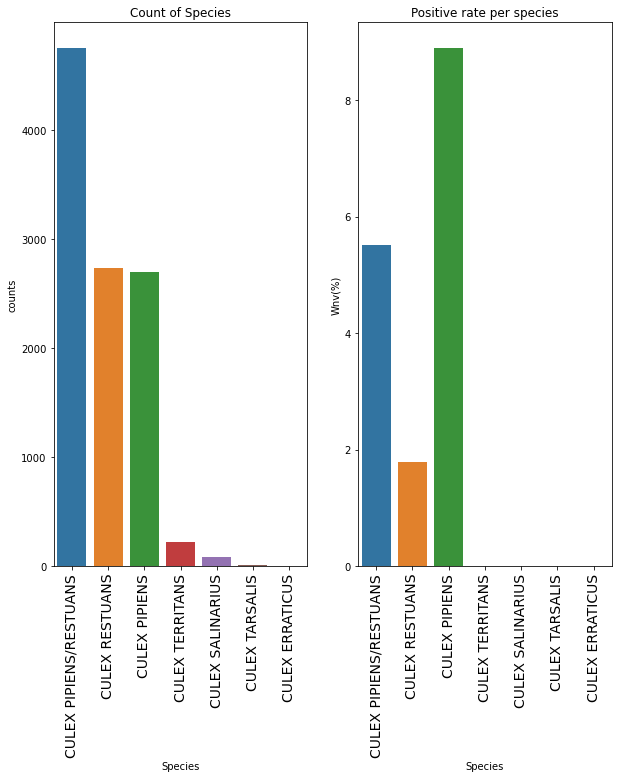 Count of Species
counts
4000
3000
2000
1000
0
CULEX PIPIENS/RESTUANS
CULEX RESTUANS
CULEX PIPIENS
CULEX TERRITANS
CULEX SALINARIUS
CULEX TARSALIS
CULEX ERRATICUS
Species
Positive rate per species
Wnv(%)
8
6
4
2
0
CULEX PIPIENS/RESTUANS
CULEX RESTUANS
CULEX PIPIENS
CULEX TERRITANS
CULEX SALINARIUS
CULEX TARSALIS
CULEX ERRATICUS
Species